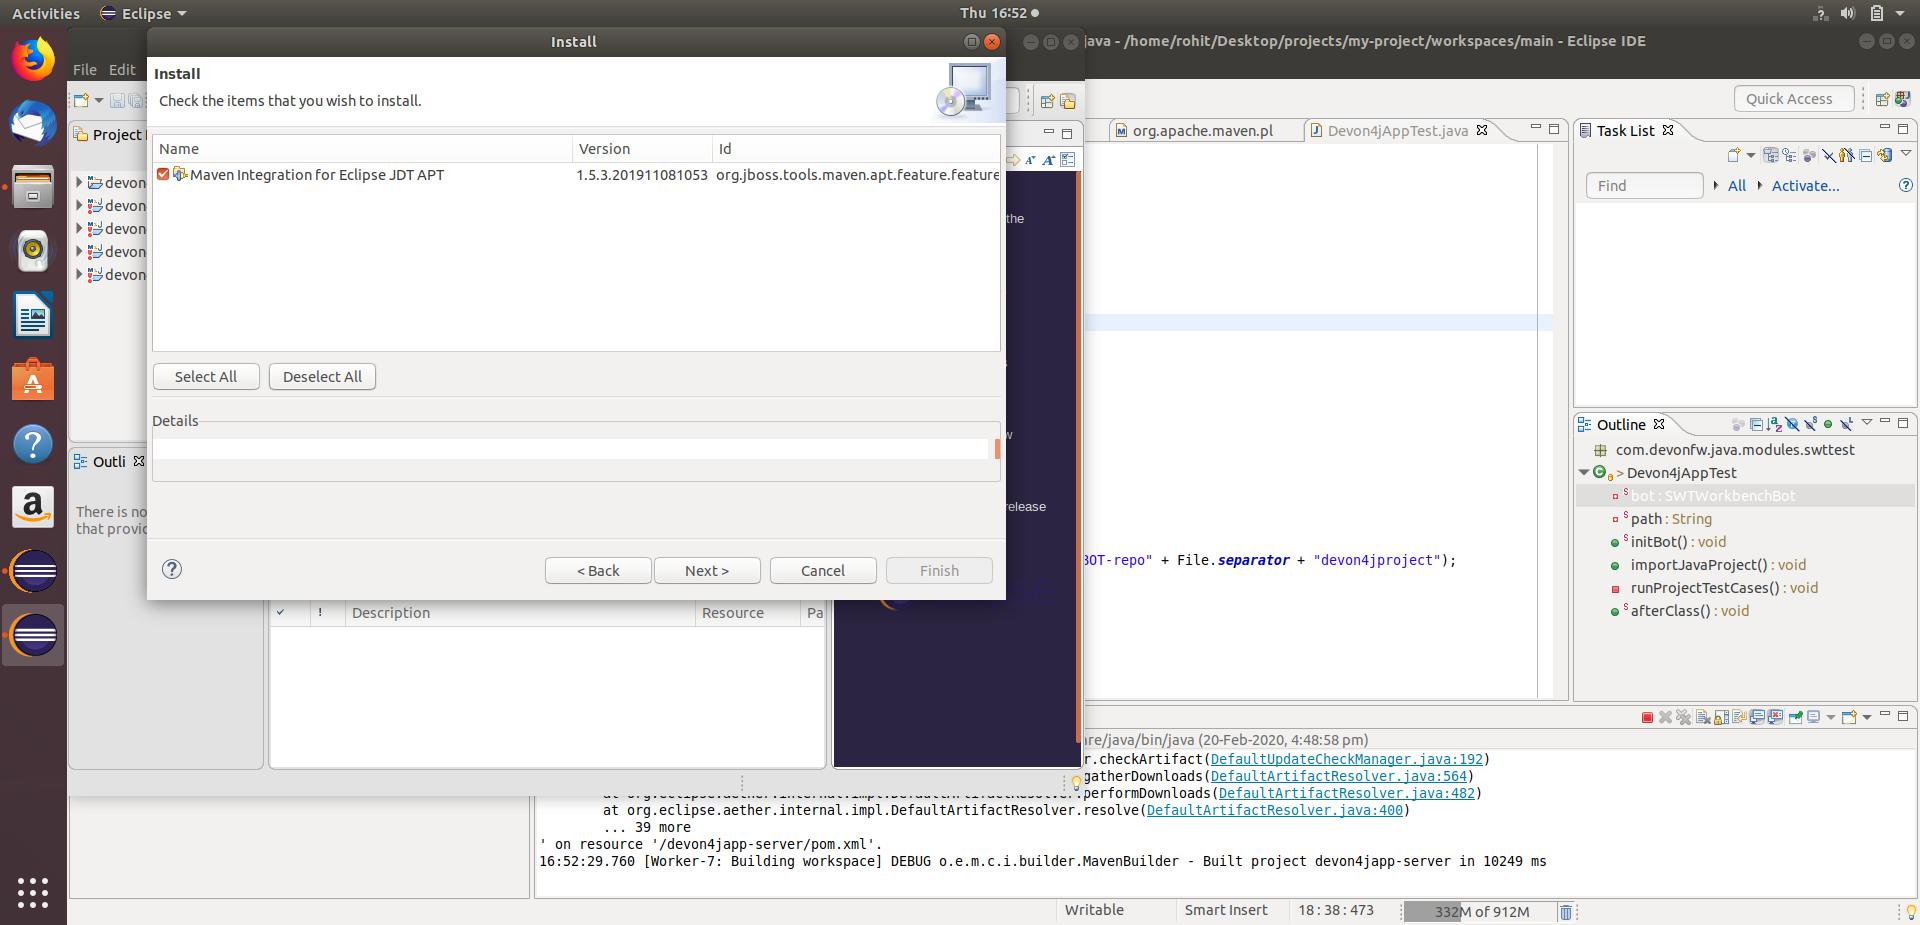 Activities
Eclipse
Thu 16:52
Install
java - /home/rohit/Desktop/projects/my-project/workspaces/main - Eclipse IDE
File Edit
Install
Check the items that you wish to install.
Quick Access
Project
Name Version Id
Maven Integration for Eclipse JDT APT 1.5.3.201911081053 org.jboss.tools.maven.apt.feature.feature
org.apache.maven.pl
Devon4jAppTest.java
Task List
Find
All
Activate...
devon
devon
devon
devon
devon
the
Select All
Deselect All
Details
w
release
Outli
There is no
that provic
< Back
Next >
Cancel
Finish
Description Resource Pa
BOT-repo" + File.separator + "devon4jproject");
Outline
com.devonfw.java.modules.swttest
> Devon4jAppTest
bot : SWTWorkbenchBot
path : String
initBot() : void
importJavaProject() : void
runProjectTestCases() : void
afterClass() : void
re/java/bin/java (20-Feb-2020, 4:48:58 pm)
r.checkArtifact(DefaultUpdateCheckManager.java:192)
gatherDownloads(DefaultArtifactResolver.java:564)
at org.eclipse.aether.internal.impl.DefaultArtifactResolver.performDownloads(DefaultArtifactResolver.java:482)
at org.eclipse.aether.internal.impl.DefaultArtifactResolver.resolve(DefaultArtifactResolver.java:400)
... 39 more
' on resource '/devon4japp-server/pom.xml'.
16:52:29.760 [Worker-7: Building workspace] DEBUG o.e.m.c.i.builder.MavenBuilder - Built project devon4japp-server in 10249 ms
Writable
Smart Insert
18 : 38 : 473
332M of 912M